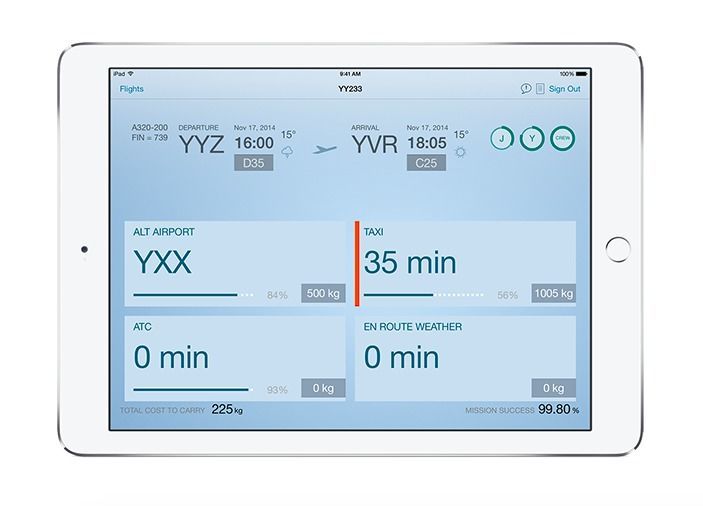 iPad 9:41 AM 100%
Flights YY233 Sign Out
A320-200 DEPARTURE Nov 17, 2014 15° ARRIVAL Nov 17, 2014 15°
FIN = 739 YYZ 16:00 YVR 18:05 J Y CREW
D35 C25
ALT AIRPORT TAXI
YXX 35 min
84% 500 kg 56% 1005 kg
ATC EN ROUTE WEATHER
0 min 0 min
93% 0 kg 0 kg
TOTAL COST TO CARRY 225 kg MISSION SUCCESS 99.80 %